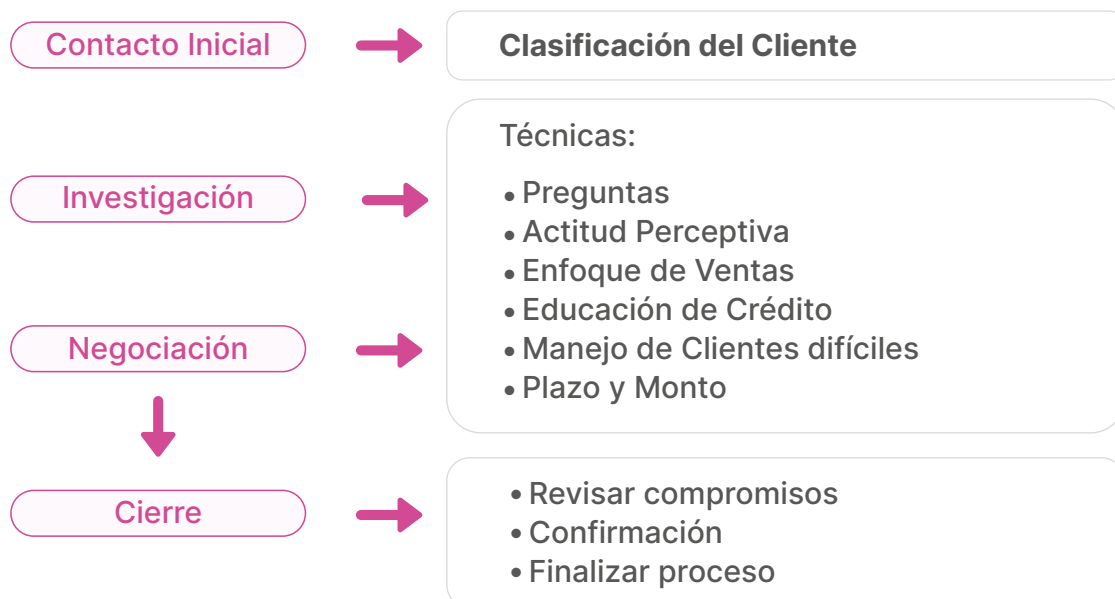 Contacto Inicial
Clasificación del Cliente
Investigación
Técnicas:
• Preguntas
• Actitud Perceptiva
• Enfoque de Ventas
• Educación de Crédito
• Manejo de Clientes difíciles
• Plazo y Monto
Negociación
Cierre
• Revisar compromisos
• Confirmación
• Finalizar proceso